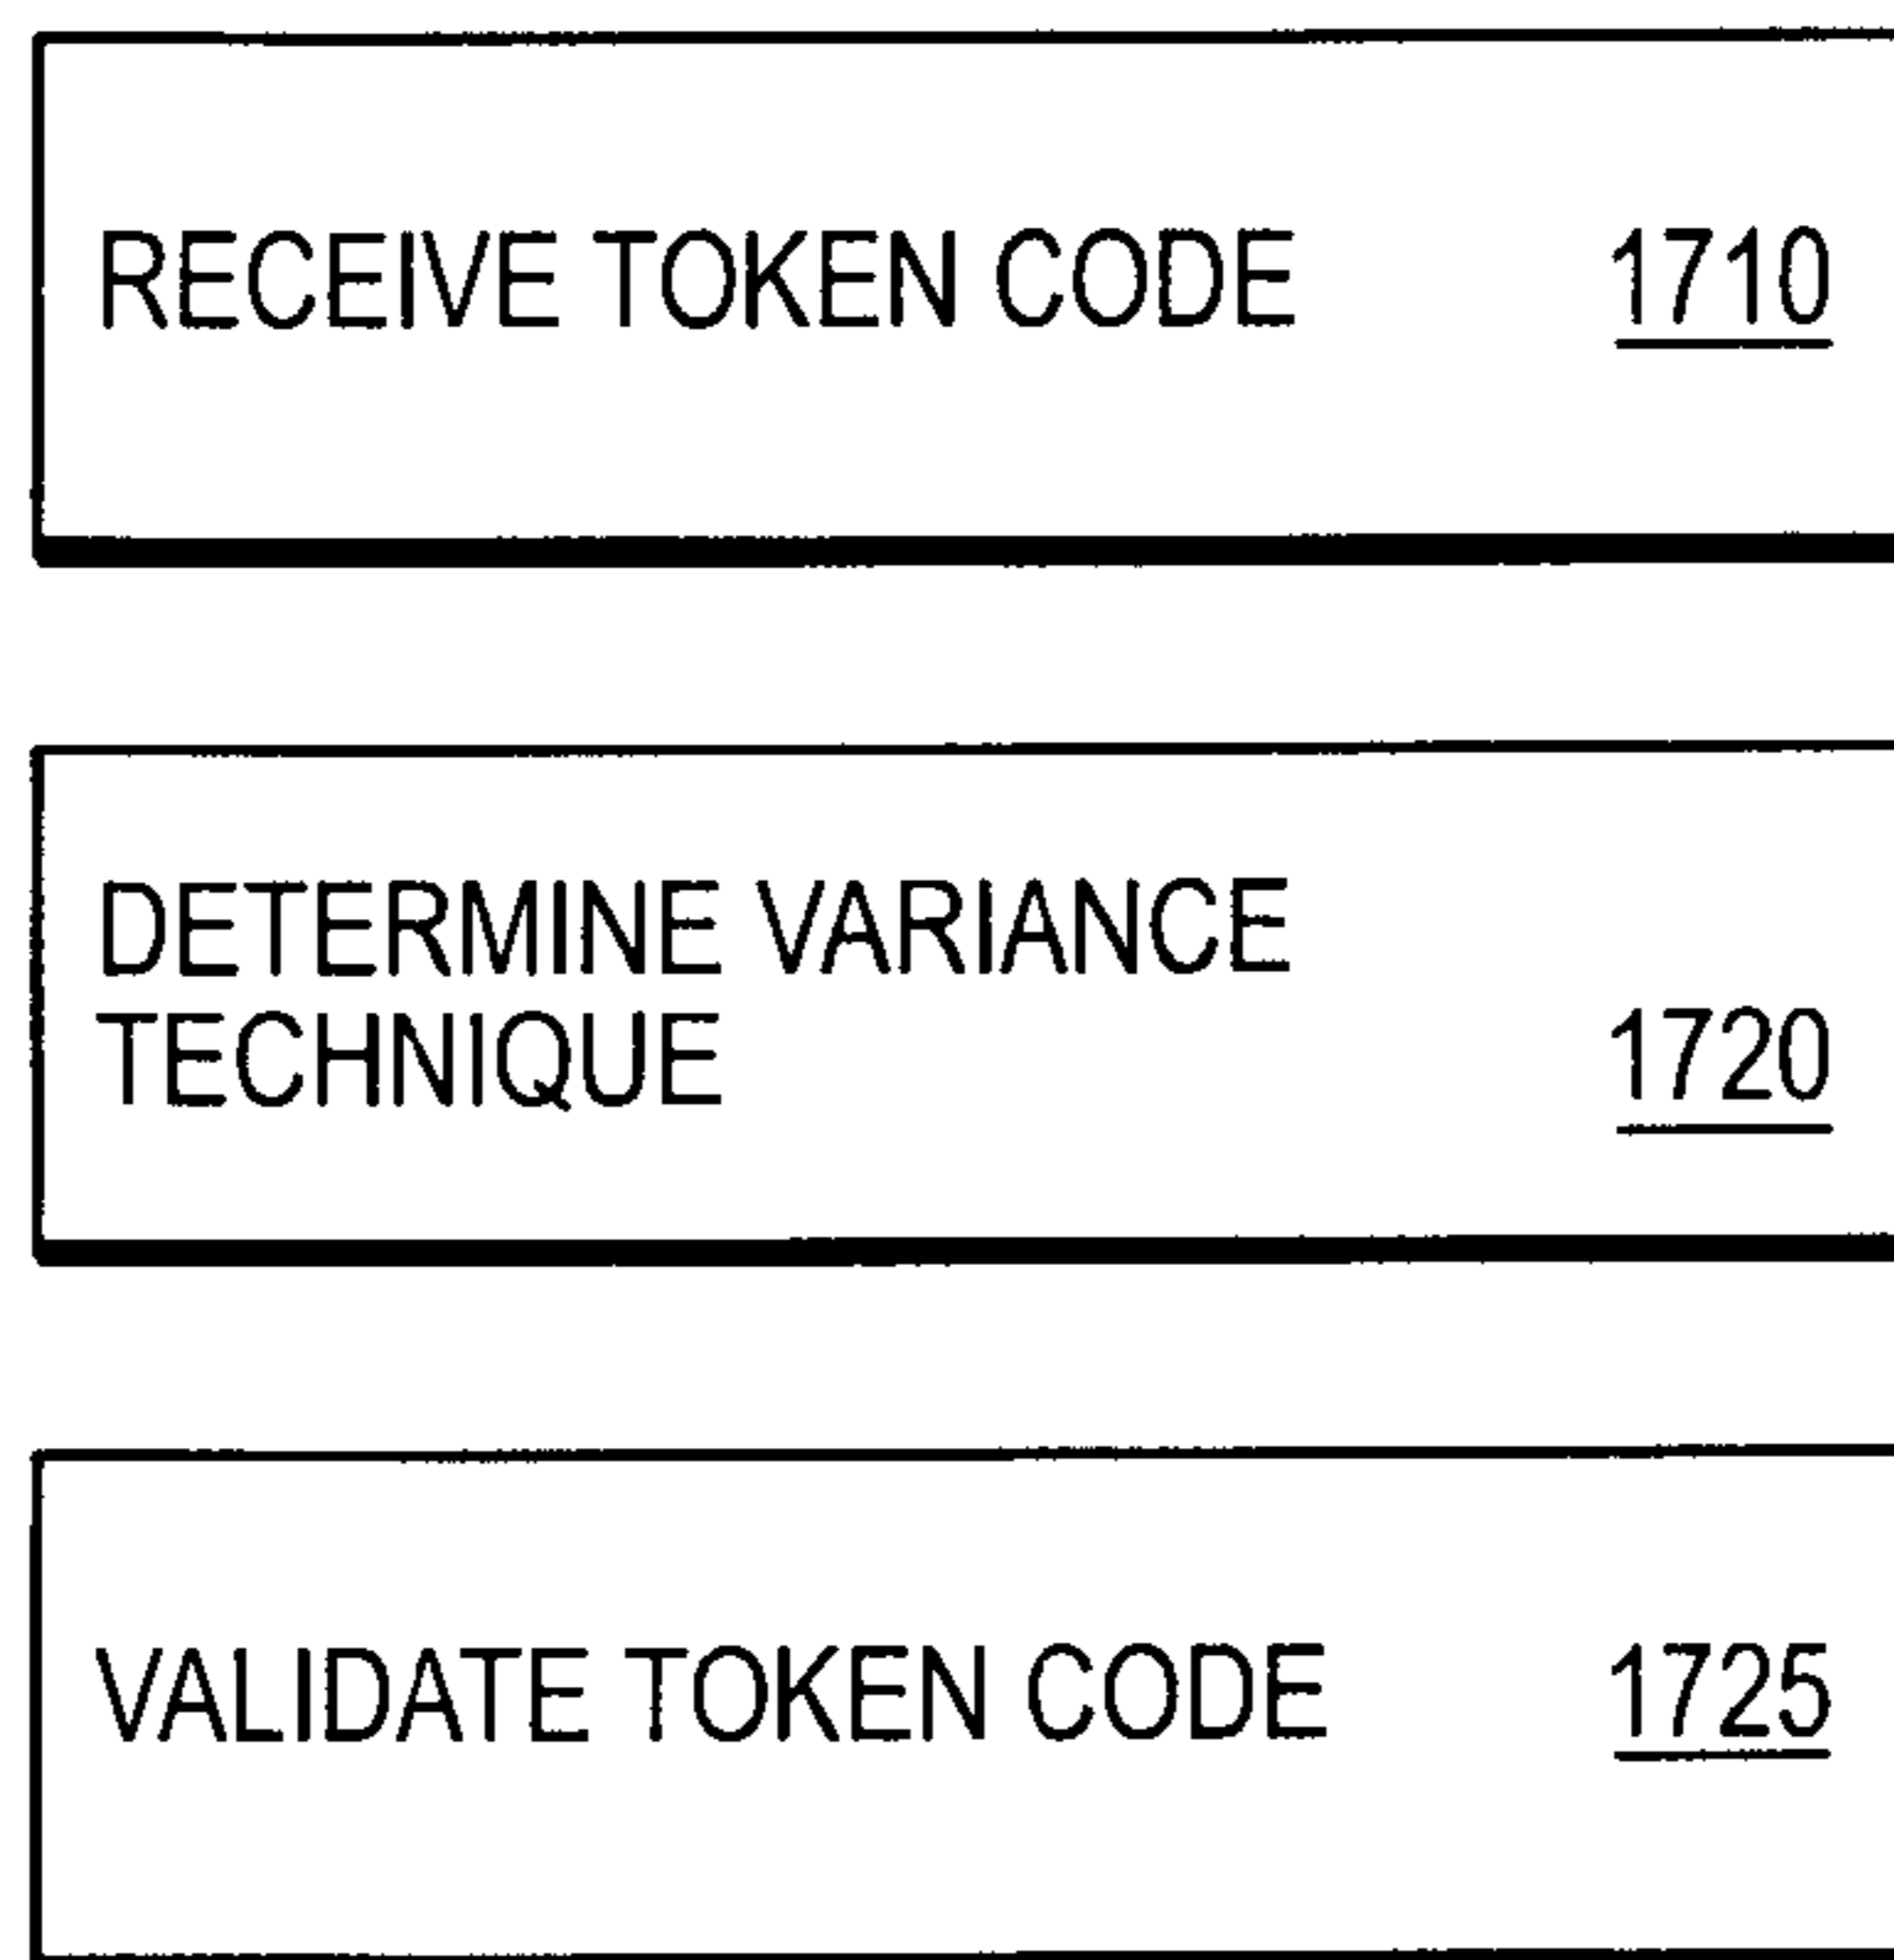 RECEIVE TOKEN CODE 1710
DETERMINE VARIANCE
TECHNIQUE 1720
VALIDATE TOKEN CODE 1725